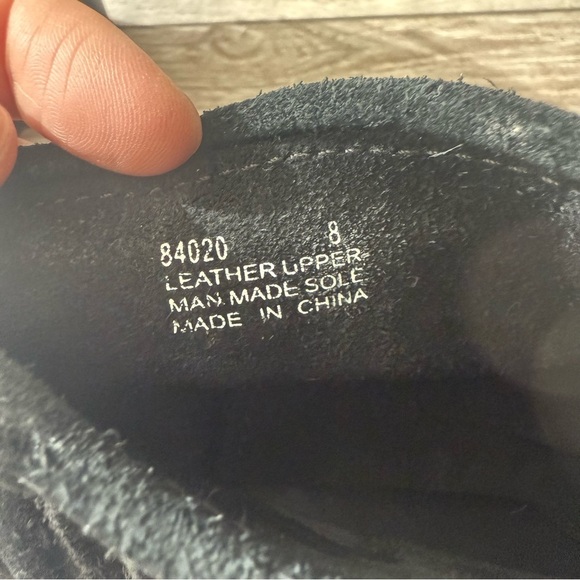 84020 8
LEATHER UPPER
MAN MADE SOLE
MADE IN CHINA